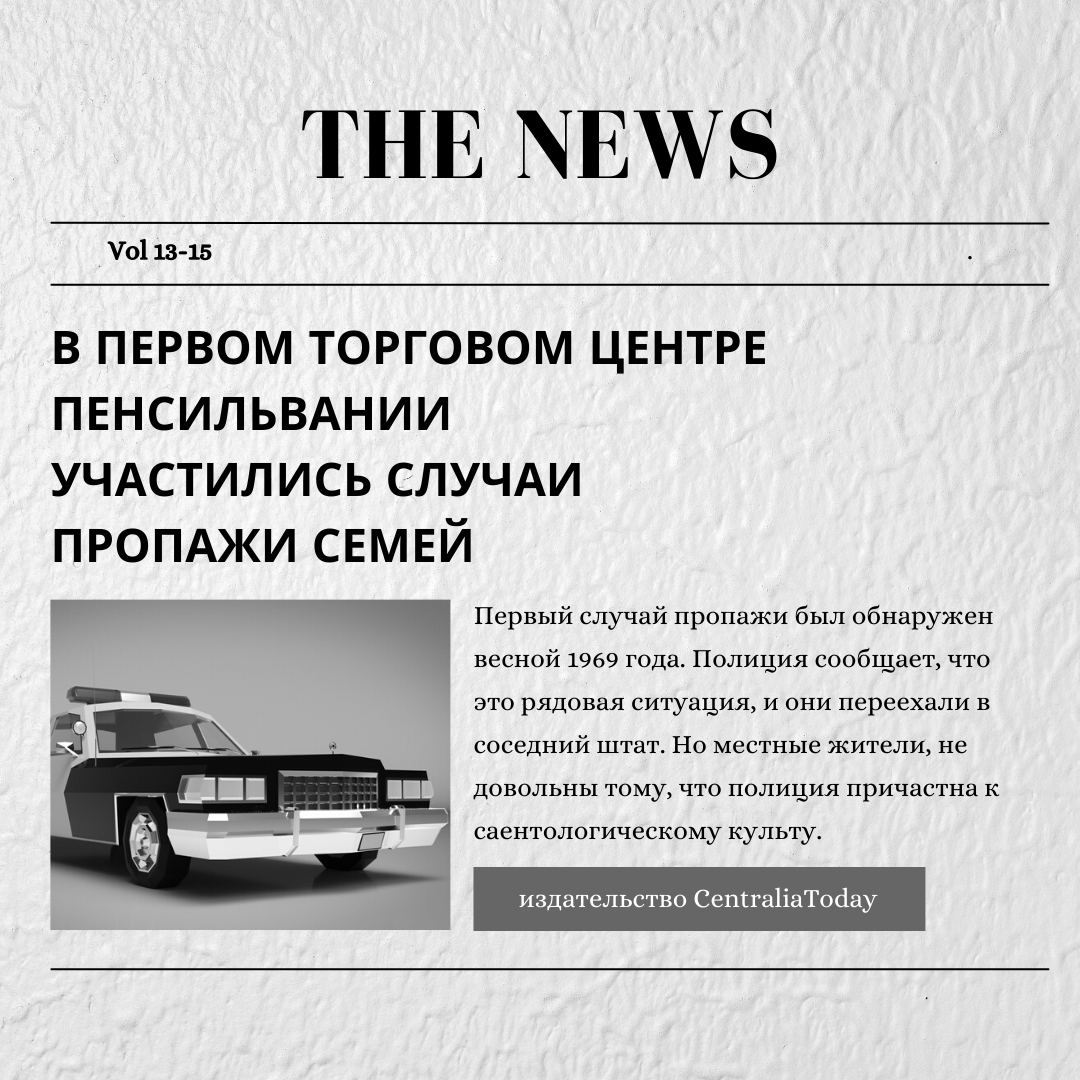 THE NEWS
Vol 13-15
.
В ПЕРВОМ ТОРГОВОМ ЦЕНТРЕ
ПЕНСИЛЬВАНИИ
УЧАСТИЛИСЬ СЛУЧАИ
ПРОПАЖИ СЕМЕЙ
Первый случай пропажи был обнаружен
весной 1969 года. Полиция сообщает, что
это рядовая ситуация, и они переехали в
соседний штат. Но местные жители, не
довольны тому, что полиция причастна к
саентологическому культу.
издательство CentraliaToday